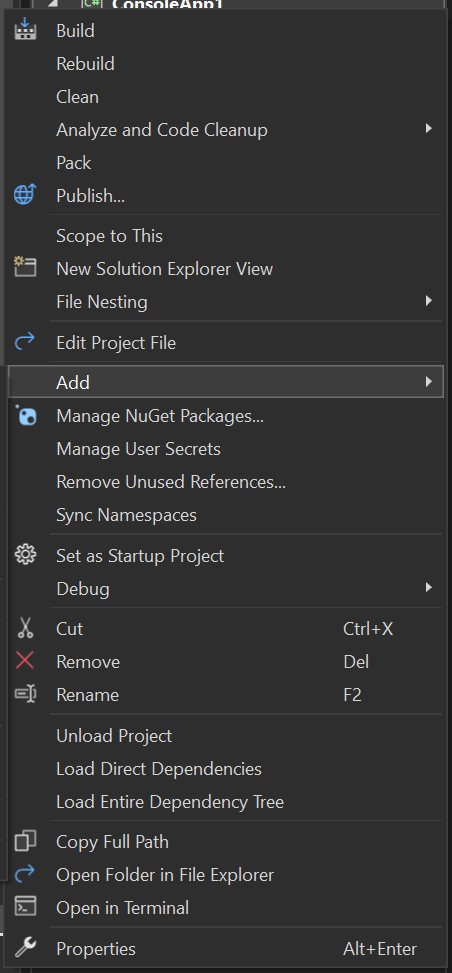 C# ConsoleApp1
Build
Rebuild
Clean
Analyze and Code Cleanup
Pack
Publish...
Scope to This
New Solution Explorer View
File Nesting
Edit Project File
Add
Manage NuGet Packages...
Manage User Secrets
Remove Unused References...
Sync Namespaces
Set as Startup Project
Debug
Cut Ctrl+X
Remove Del
Rename F2
Unload Project
Load Direct Dependencies
Load Entire Dependency Tree
Copy Full Path
Open Folder in File Explorer
Open in Terminal
Properties Alt+Enter